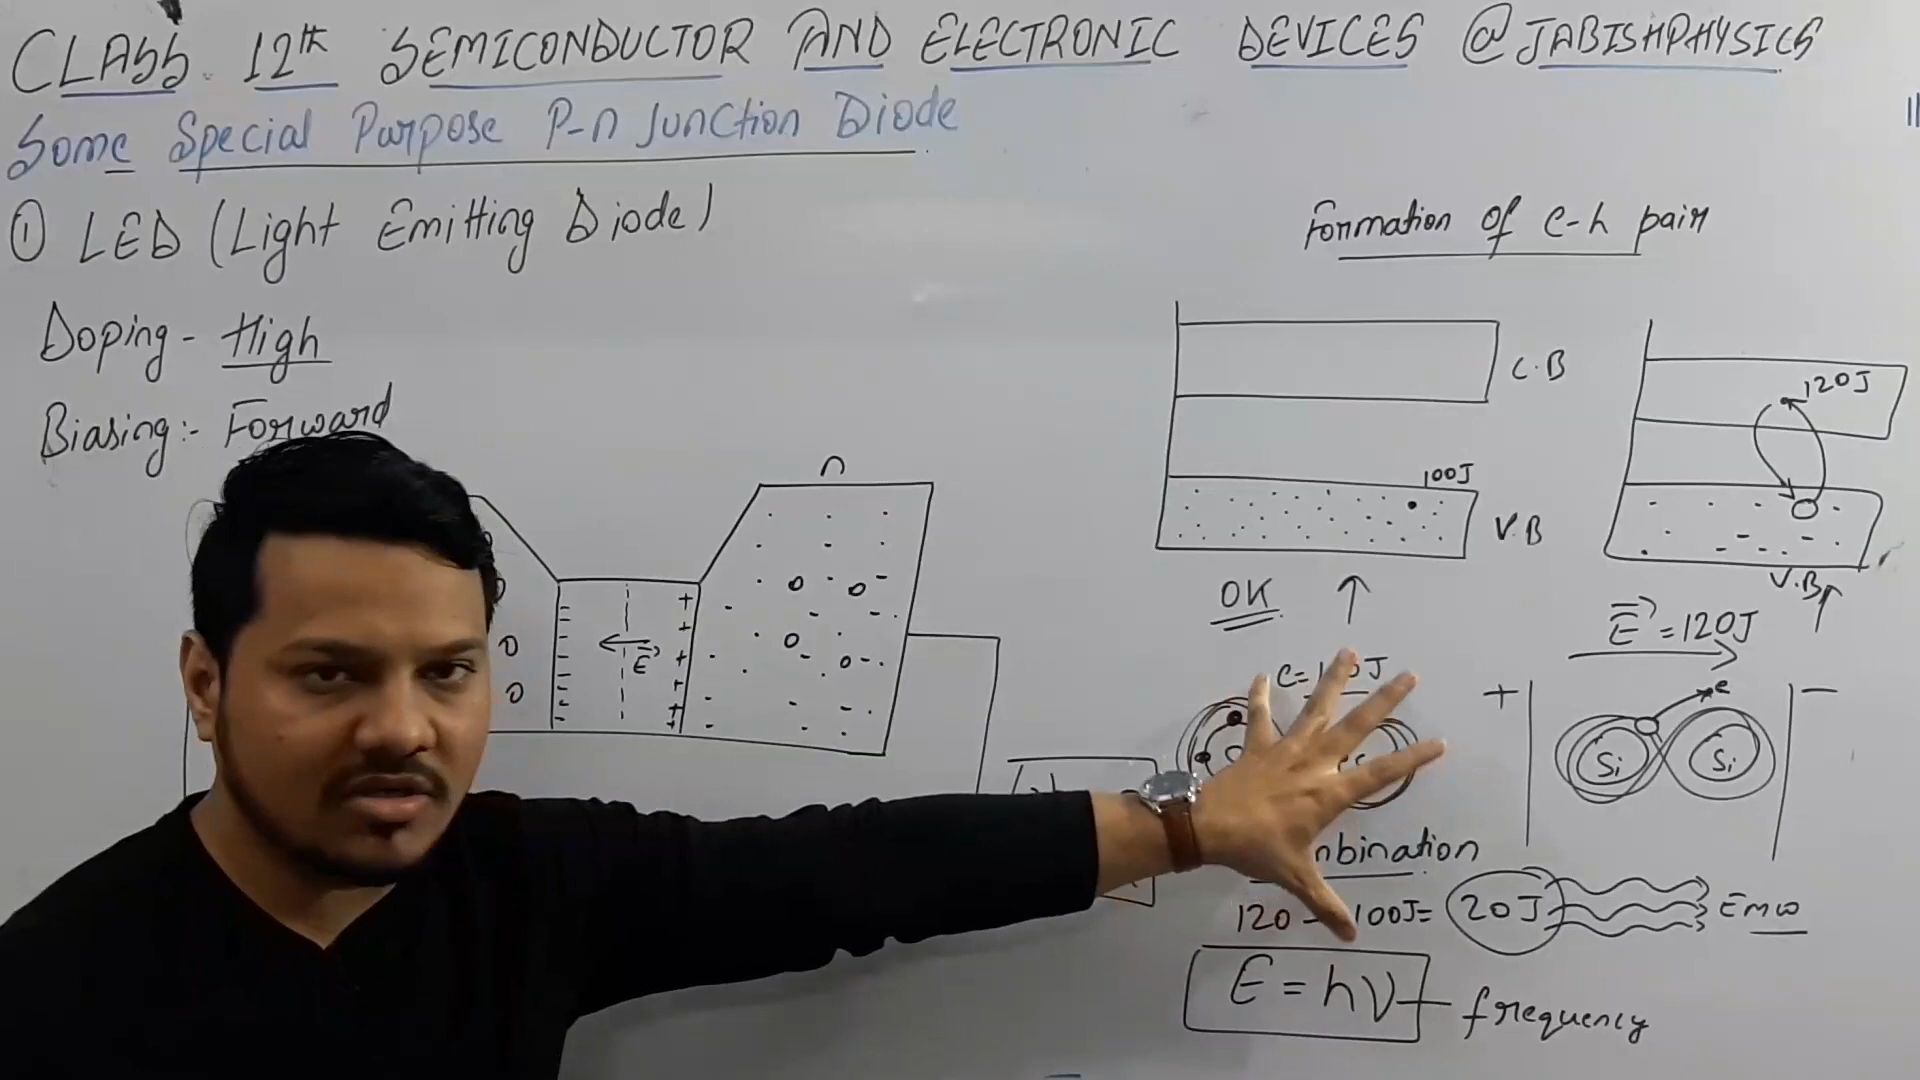 CLASS 12th SEMICONDUCTOR AND ELECTRONIC DEVICES @JABISHPHYSICS
Some Special Purpose P-n Junction Diode
① LED (Light Emitting Diode)
Doping - High
Biasing :- Forward
n
E
Formation of e-h pair
C.B
100J
V.B
120J
V.B
OK
E = 120J
+
e
-
Si
Si
120 - 100J = 20J
EMW
E = hν
frequency